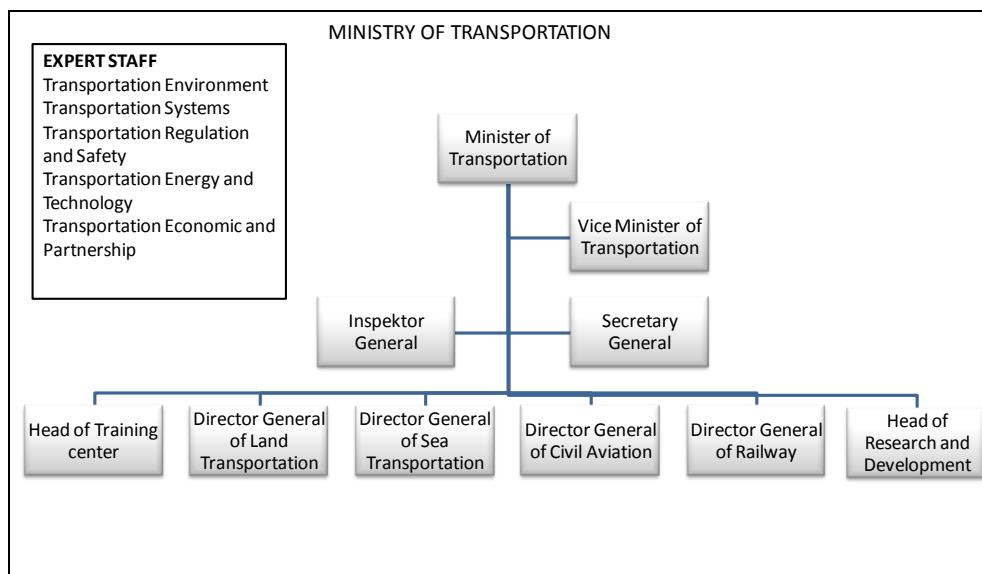 MINISTRY OF TRANSPORTATION
EXPERT STAFF
Transportation Environment
Transportation Systems
Transportation Regulation
and Safety
Transportation Energy and
Technology
Transportation Economic and
Partnership
Minister of
Transportation
Vice Minister of
Transportation
Inspektor
General
Secretary
General
Head of Training
center
Director General
of Land
Transportation
Director General
of Sea
Transportation
Director General
of Civil Aviation
Director General
of Railway
Head of
Research and
Development